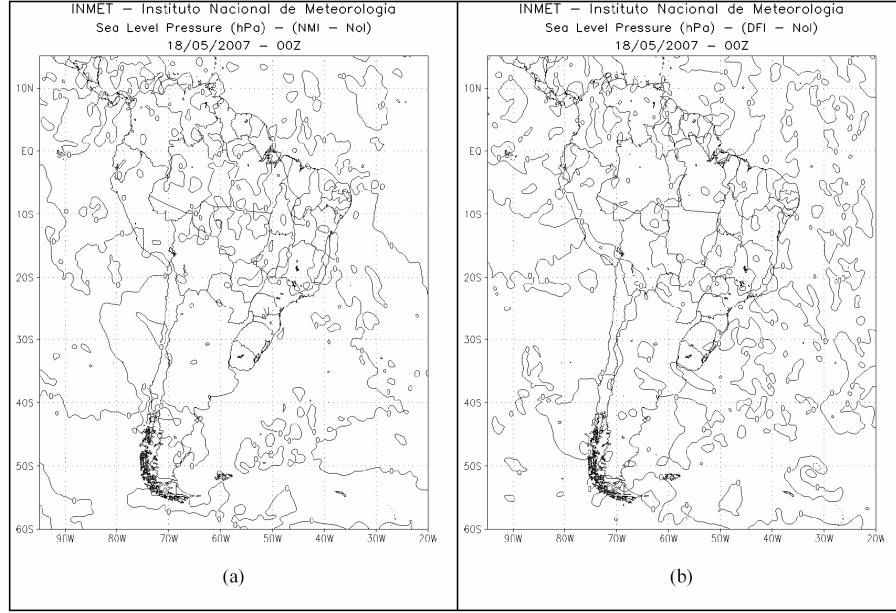 INMET – Instituto Nacional de Meteorologia
Sea Level Pressure (hPa) – (NMI – NoI)
18/05/2007 – 00Z
10N
EQ
10S
20S
30S
40S
50S
60S
90W 80W 70W 60W 50W 40W 30W 20W
(a)
INMET – Instituto Nacional de Meteorologia
Sea Level Pressure (hPa) – (DFI – NoI)
18/05/2007 – 00Z
10N
EQ
10S
20S
30S
40S
50S
60S
90W 80W 70W 60W 50W 40W 30W 20W
(b)